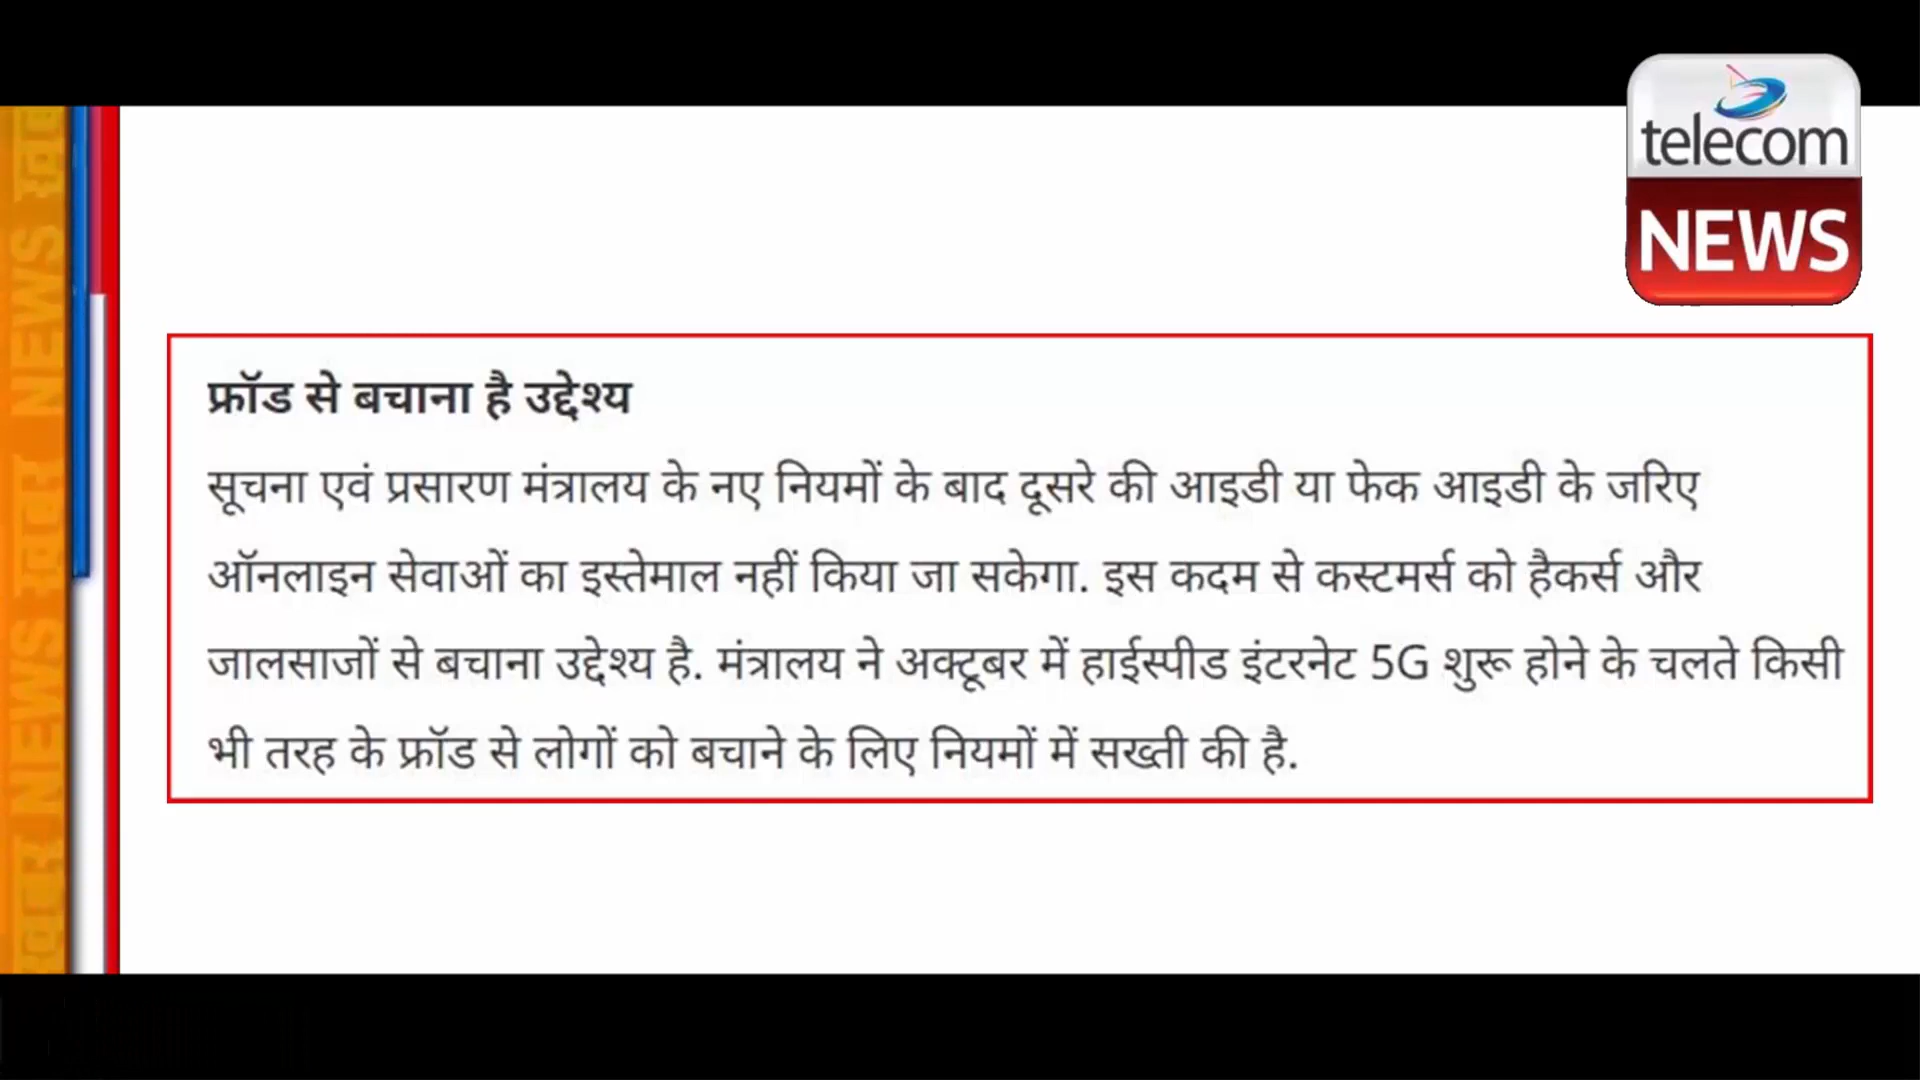 telecom
NEWS
फ्रॉड से बचाना है उद्देश्य
सूचना एवं प्रसारण मंत्रालय के नए नियमों के बाद दूसरे की आइडी या फेक आइडी के जरिए
ऑनलाइन सेवाओं का इस्तेमाल नहीं किया जा सकेगा. इस कदम से कस्टमर्स को हैकर्स और
जालसाजों से बचाना उद्देश्य है. मंत्रालय ने अक्टूबर में हाईस्पीड इंटरनेट 5G शुरू होने के चलते किसी
भी तरह के फ्रॉड से लोगों को बचाने के लिए नियमों में सख्ती की है.
NEWS
NEWS